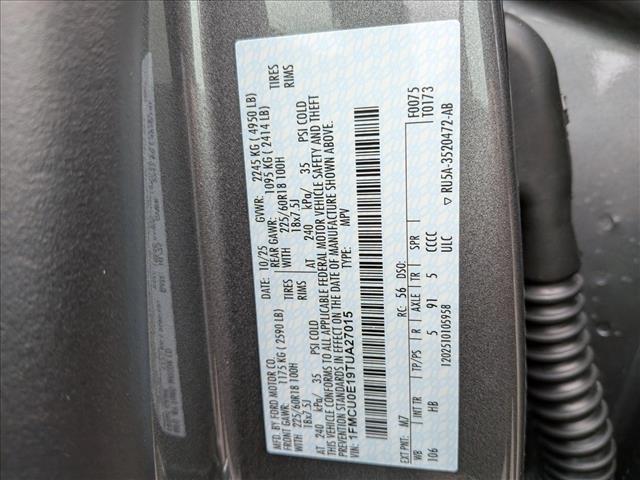 MFD. BY FORD MOTOR CO.
DATE: 10/25 GVWR: 2245 KG ( 4950 LB)
FRONT GAWR: 1175 KG ( 2590 LB) REAR GAWR: 1095 KG ( 2414 LB)
WITH 225/60R18 100H TIRES WITH 225/60R18 100H TIRES
18x7.5J RIMS 18x7.5J RIMS
AT 240 kPa/ 35 PSI COLD AT 240 kPa/ 35 PSI COLD
THIS VEHICLE CONFORMS TO ALL APPLICABLE FEDERAL MOTOR VEHICLE SAFETY AND THEFT
PREVENTION STANDARDS IN EFFECT ON THE DATE OF MANUFACTURE SHOWN ABOVE.
VIN: 1FMCU0E19TUA27015 TYPE: MPV
F0075
T0173
EXT PNT: M7 RC: 56 DSO:
WB INT TR TP/PS R AXLE TR SPR
106 HB 5 91 5 CCCC
1202510105958 ULC ▽ RU5A-3520472-AB